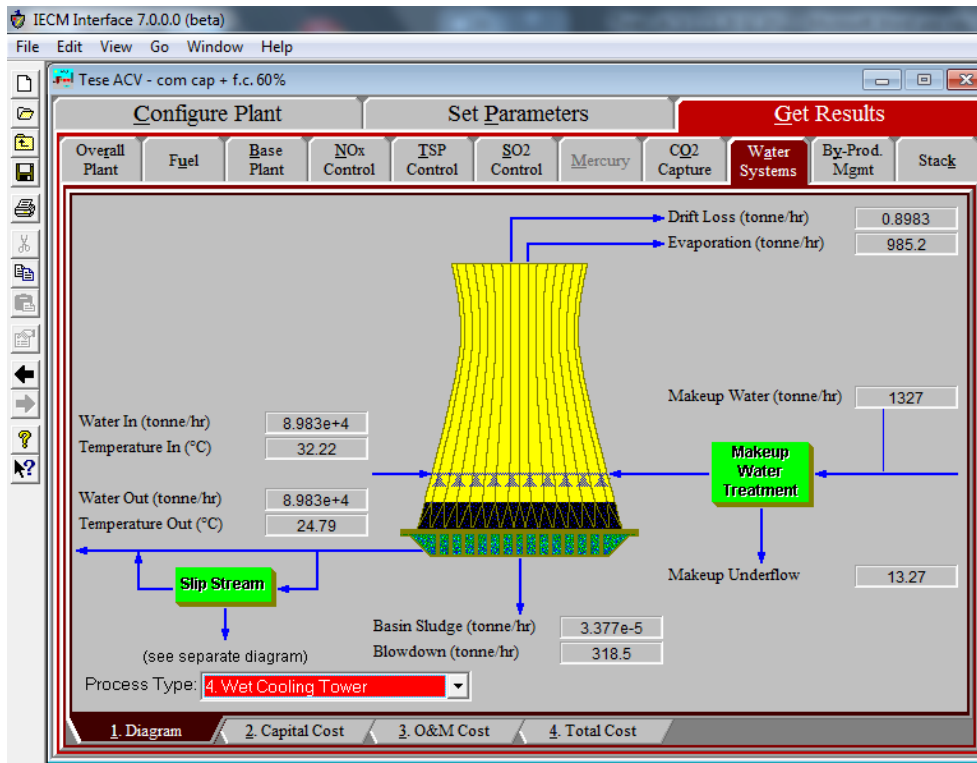 IECM Interface 7.0.0.0 (beta)
File Edit View Go Window Help
Tese ACV - com cap + f.c. 60%
Configure Plant Set Parameters Get Results
Overall Plant Fuel Base Plant NOx Control TSP Control SO2 Control Mercury CO2 Capture Water Systems By-Prod. Mgmt Stack
Drift Loss (tonne/hr) 0.8983
Evaporation (tonne/hr) 985.2
Makeup Water (tonne/hr) 1327
Water In (tonne/hr) 8.983e+4
Temperature In (°C) 32.22
Makeup
Water
Treatment
Water Out (tonne/hr) 8.983e+4
Temperature Out (°C) 24.79
Slip Stream
Makeup Underflow 13.27
Basin Sludge (tonne/hr) 3.377e-5
Blowdown (tonne/hr) 318.5
(see separate diagram)
Process Type: 4. Wet Cooling Tower
1. Diagram 2. Capital Cost 3. O&M Cost 4. Total Cost